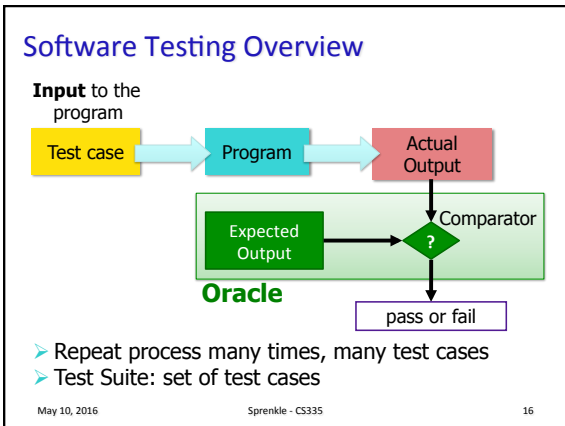 Software Testing Overview
Input to the
program
Test case
Program
Actual
Output
Expected
Output
?
Comparator
Oracle
pass or fail
➢ Repeat process many times, many test cases
➢ Test Suite: set of test cases
May 10, 2016
Sprenkle - CS335
16